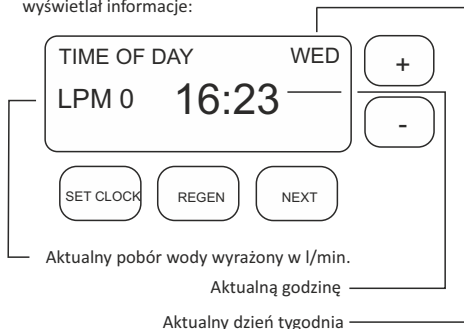 wyświetlał informacje:
TIME OF DAY WED
LPM 0 16:23
+
-
SET CLOCK REGEN NEXT
Aktualny pobór wody wyrażony w l/min.
Aktualną godzinę
Aktualny dzień tygodnia